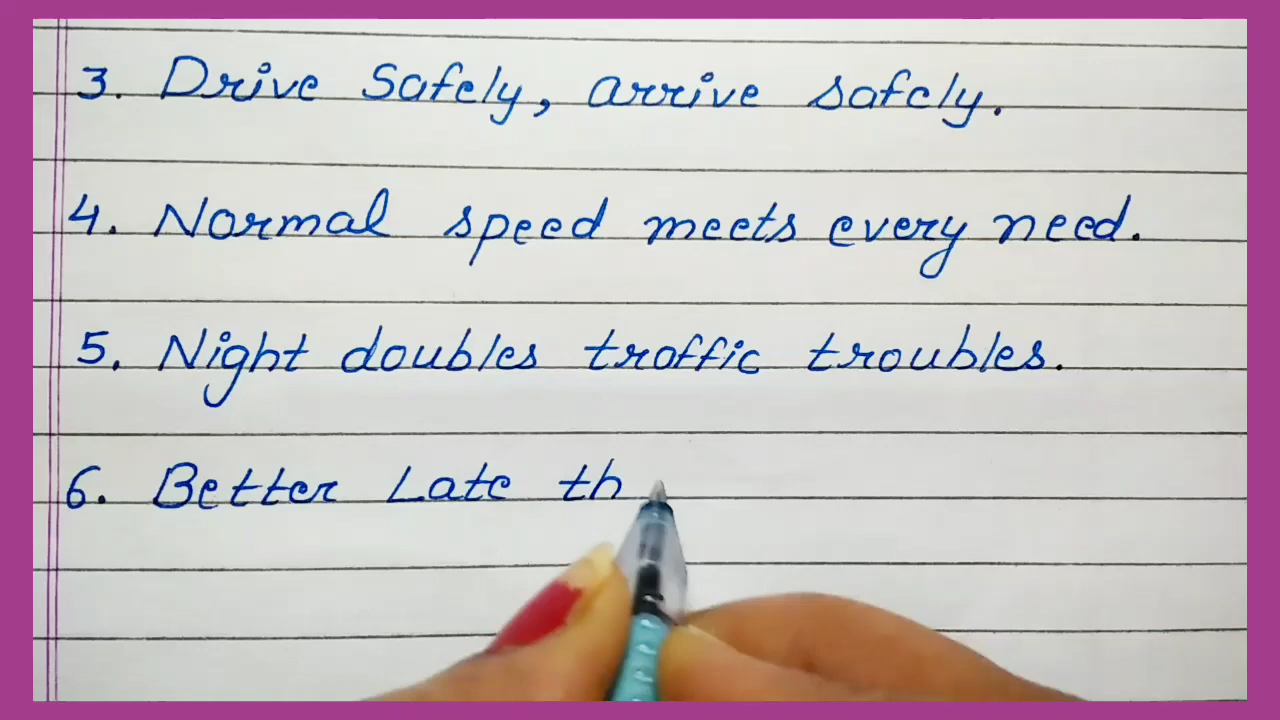 3. Drive Safely, arrive safely.
4. Normal speed meets every need.
5. Night doubles traffic troubles.
6. Better Late th